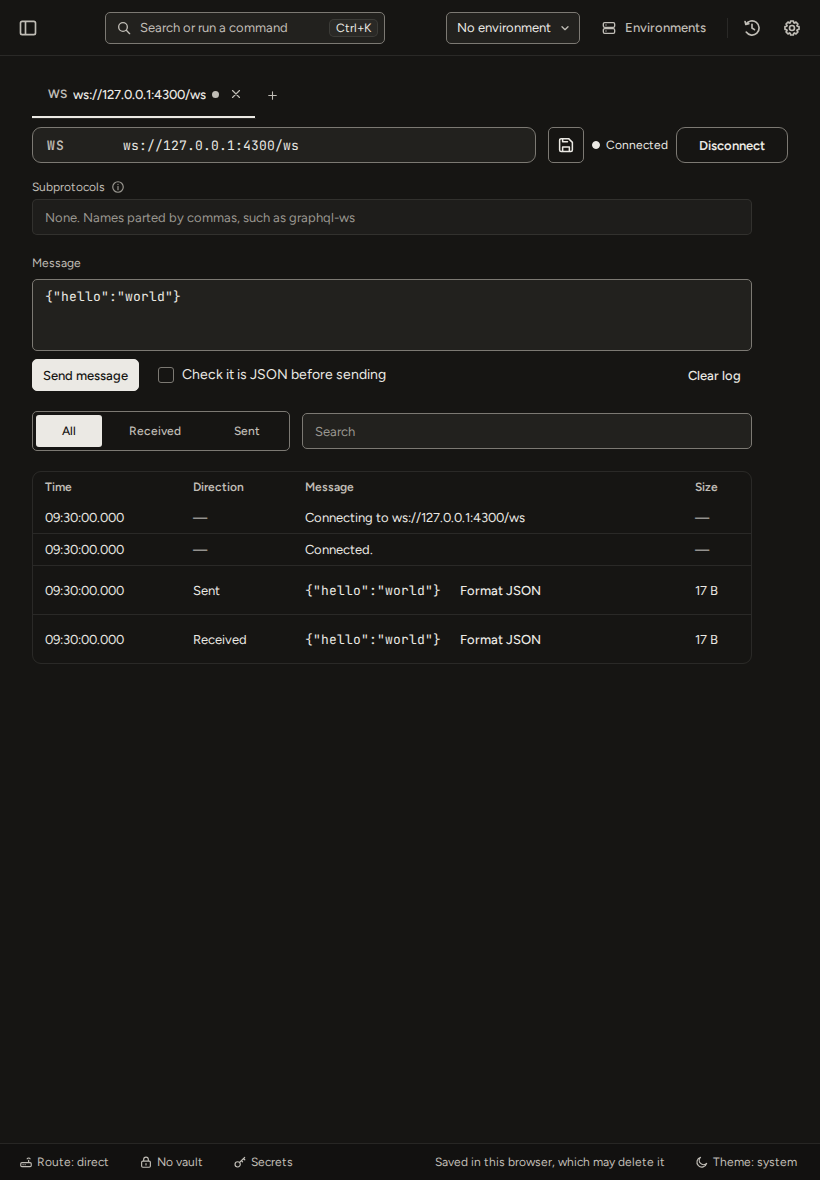 Search or run a command Ctrl+K No environment Environments
WS ws://127.0.0.1:4300/ws
WS ws://127.0.0.1:4300/ws Connected Disconnect
Subprotocols
None. Names parted by commas, such as graphql-ws
Message
{"hello":"world"}
Send message Check it is JSON before sending Clear log
All Received Sent Search
Time Direction Message Size
09:30:00.000 — Connecting to ws://127.0.0.1:4300/ws —
09:30:00.000 — Connected. —
09:30:00.000 Sent {"hello":"world"} Format JSON 17 B
09:30:00.000 Received {"hello":"world"} Format JSON 17 B
Route: direct No vault Secrets Saved in this browser, which may delete it Theme: system